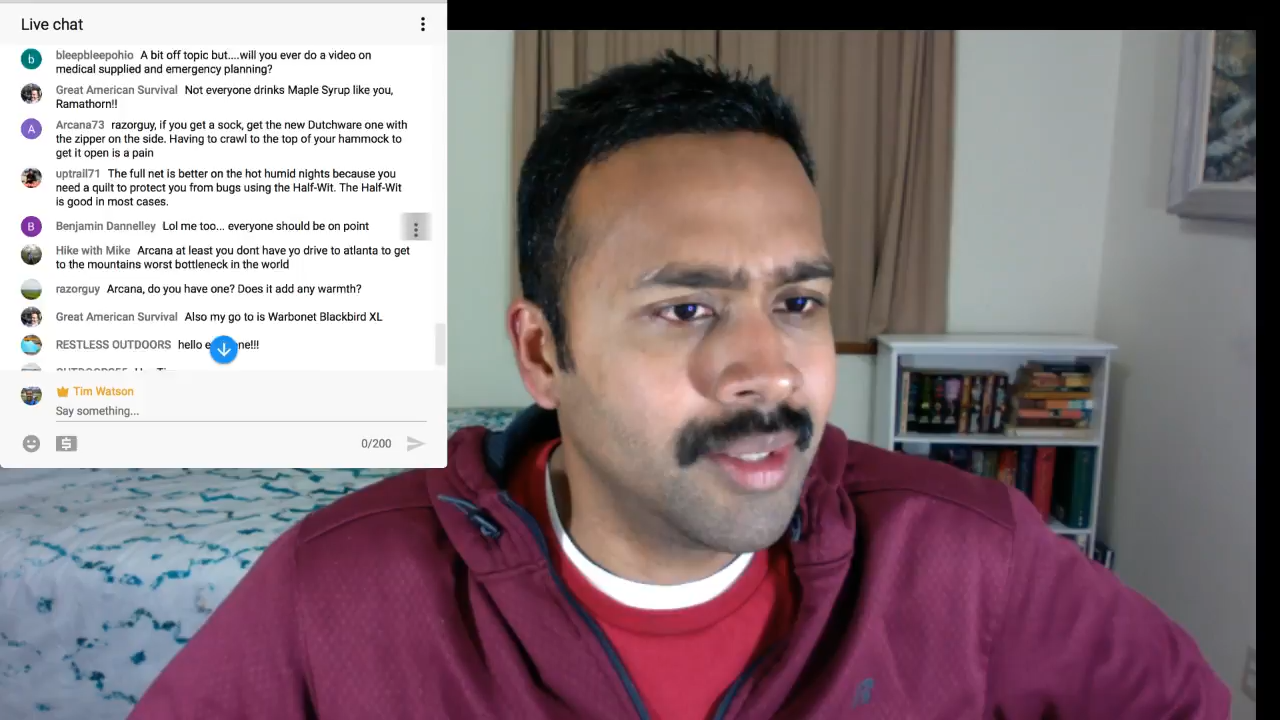 Live chat
bleepbleepohio A bit off topic but....will you ever do a video on
medical supplied and emergency planning?
Great American Survival Not everyone drinks Maple Syrup like you,
Ramathorn!!
Arcana73 razorguy, if you get a sock, get the new Dutchware one with
the zipper on the side. Having to crawl to the top of your hammock to
get it open is a pain
uptrail71 The full net is better on the hot humid nights because you
need a quilt to protect you from bugs using the Half-Wit. The Half-Wit
is good in most cases.
Benjamin Dannelley Lol me too... everyone should be on point
Hike with Mike Arcana at least you dont have yo drive to atlanta to get
to the mountains worst bottleneck in the world
razorguy Arcana, do you have one? Does it add any warmth?
Great American Survival Also my go to is Warbonet Blackbird XL
RESTLESS OUTDOORS hello
Tim Watson
Say something...
0/200